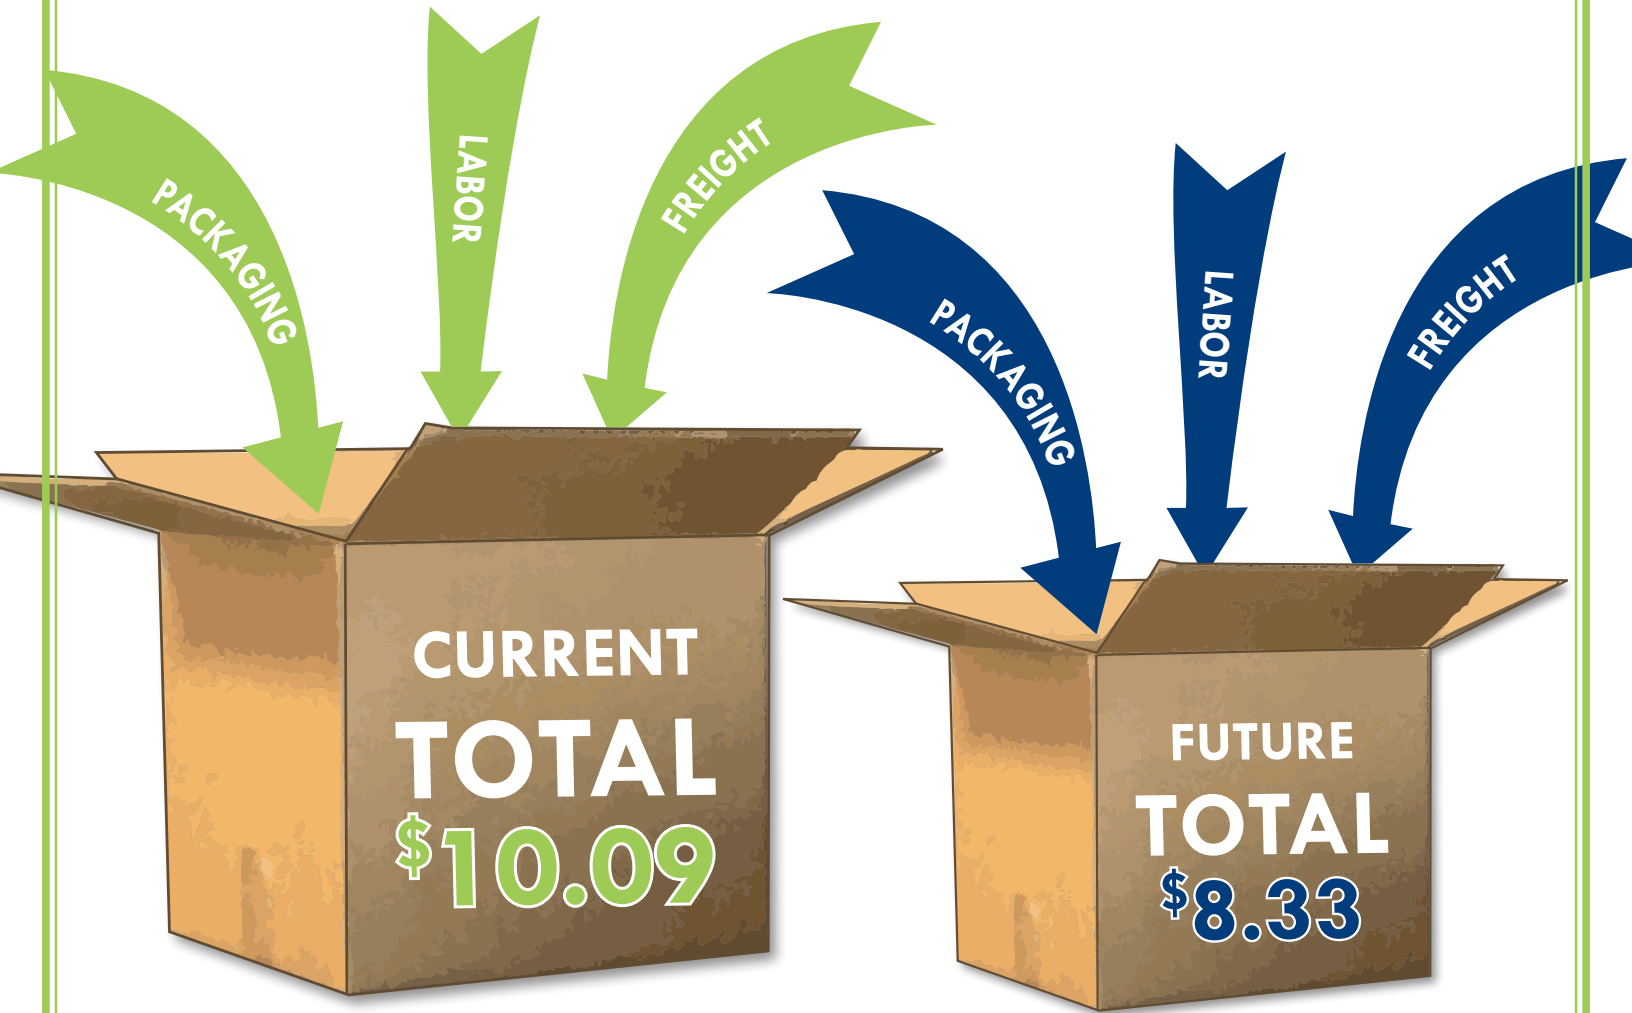 PACKAGING
LABOR
FREIGHT
CURRENT
TOTAL
$10.09
PACKAGING
LABOR
FREIGHT
FUTURE
TOTAL
$8.33